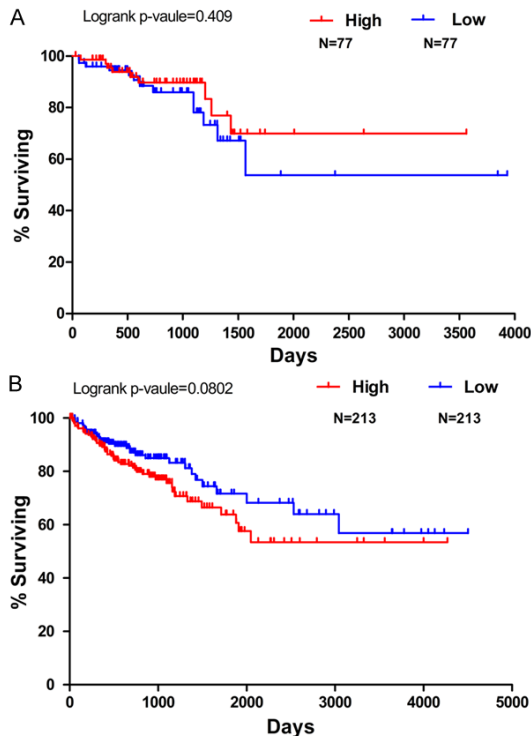 A
Logrank p-vaule=0.409
High
Low
N=77
N=77
100
80
60
40
20
0
% Surviving
0 500 1000 1500 2000 2500 3000 3500 4000
Days
B
Logrank p-vaule=0.0802
High
Low
N=213
N=213
100
80
60
40
20
0
% Surviving
0 1000 2000 3000 4000 5000
Days